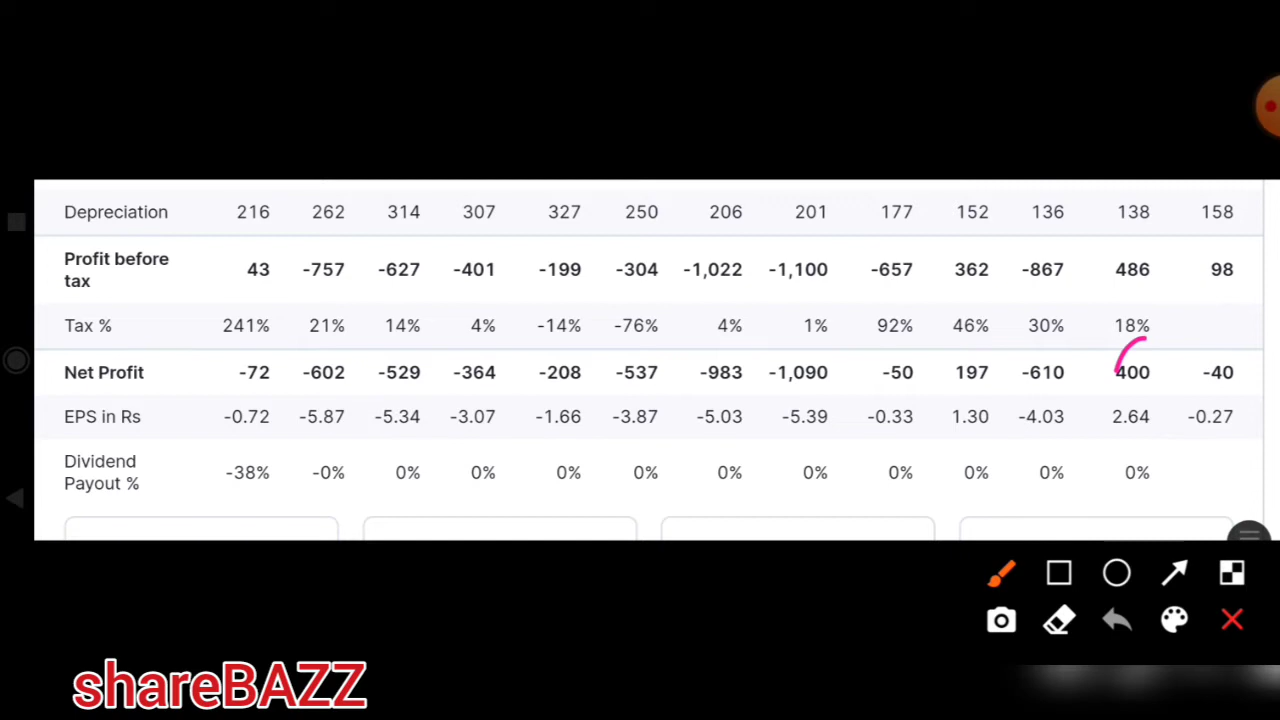 Depreciation 216 262 314 307 327 250 206 201 177 152 136 138 158
Profit before
tax 43 -757 -627 -401 -199 -304 -1,022 -1,100 -657 362 -867 486 98
Tax % 241% 21% 14% 4% -14% -76% 4% 1% 92% 46% 30% 18%
Net Profit -72 -602 -529 -364 -208 -537 -983 -1,090 -50 197 -610 400 -40
EPS in Rs -0.72 -5.87 -5.34 -3.07 -1.66 -3.87 -5.03 -5.39 -0.33 1.30 -4.03 2.64 -0.27
Dividend
Payout % -38% -0% 0% 0% 0% 0% 0% 0% 0% 0% 0% 0%
shareBAZZ